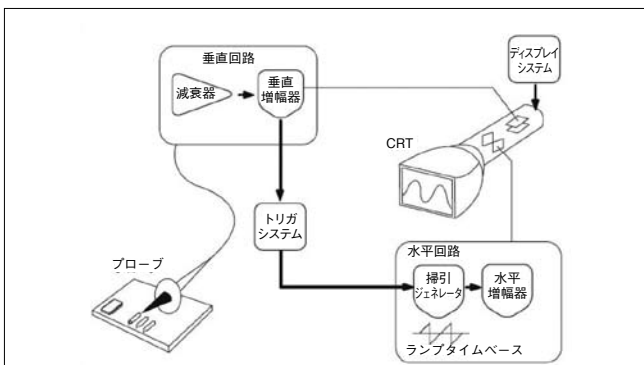 垂直回路
減衰器
垂直
増幅器
ディスプレイ
システム
CRT
トリガ
システム
プローブ
水平回路
掃引
ジェネレータ
水平
増幅器
ランプタイムベース